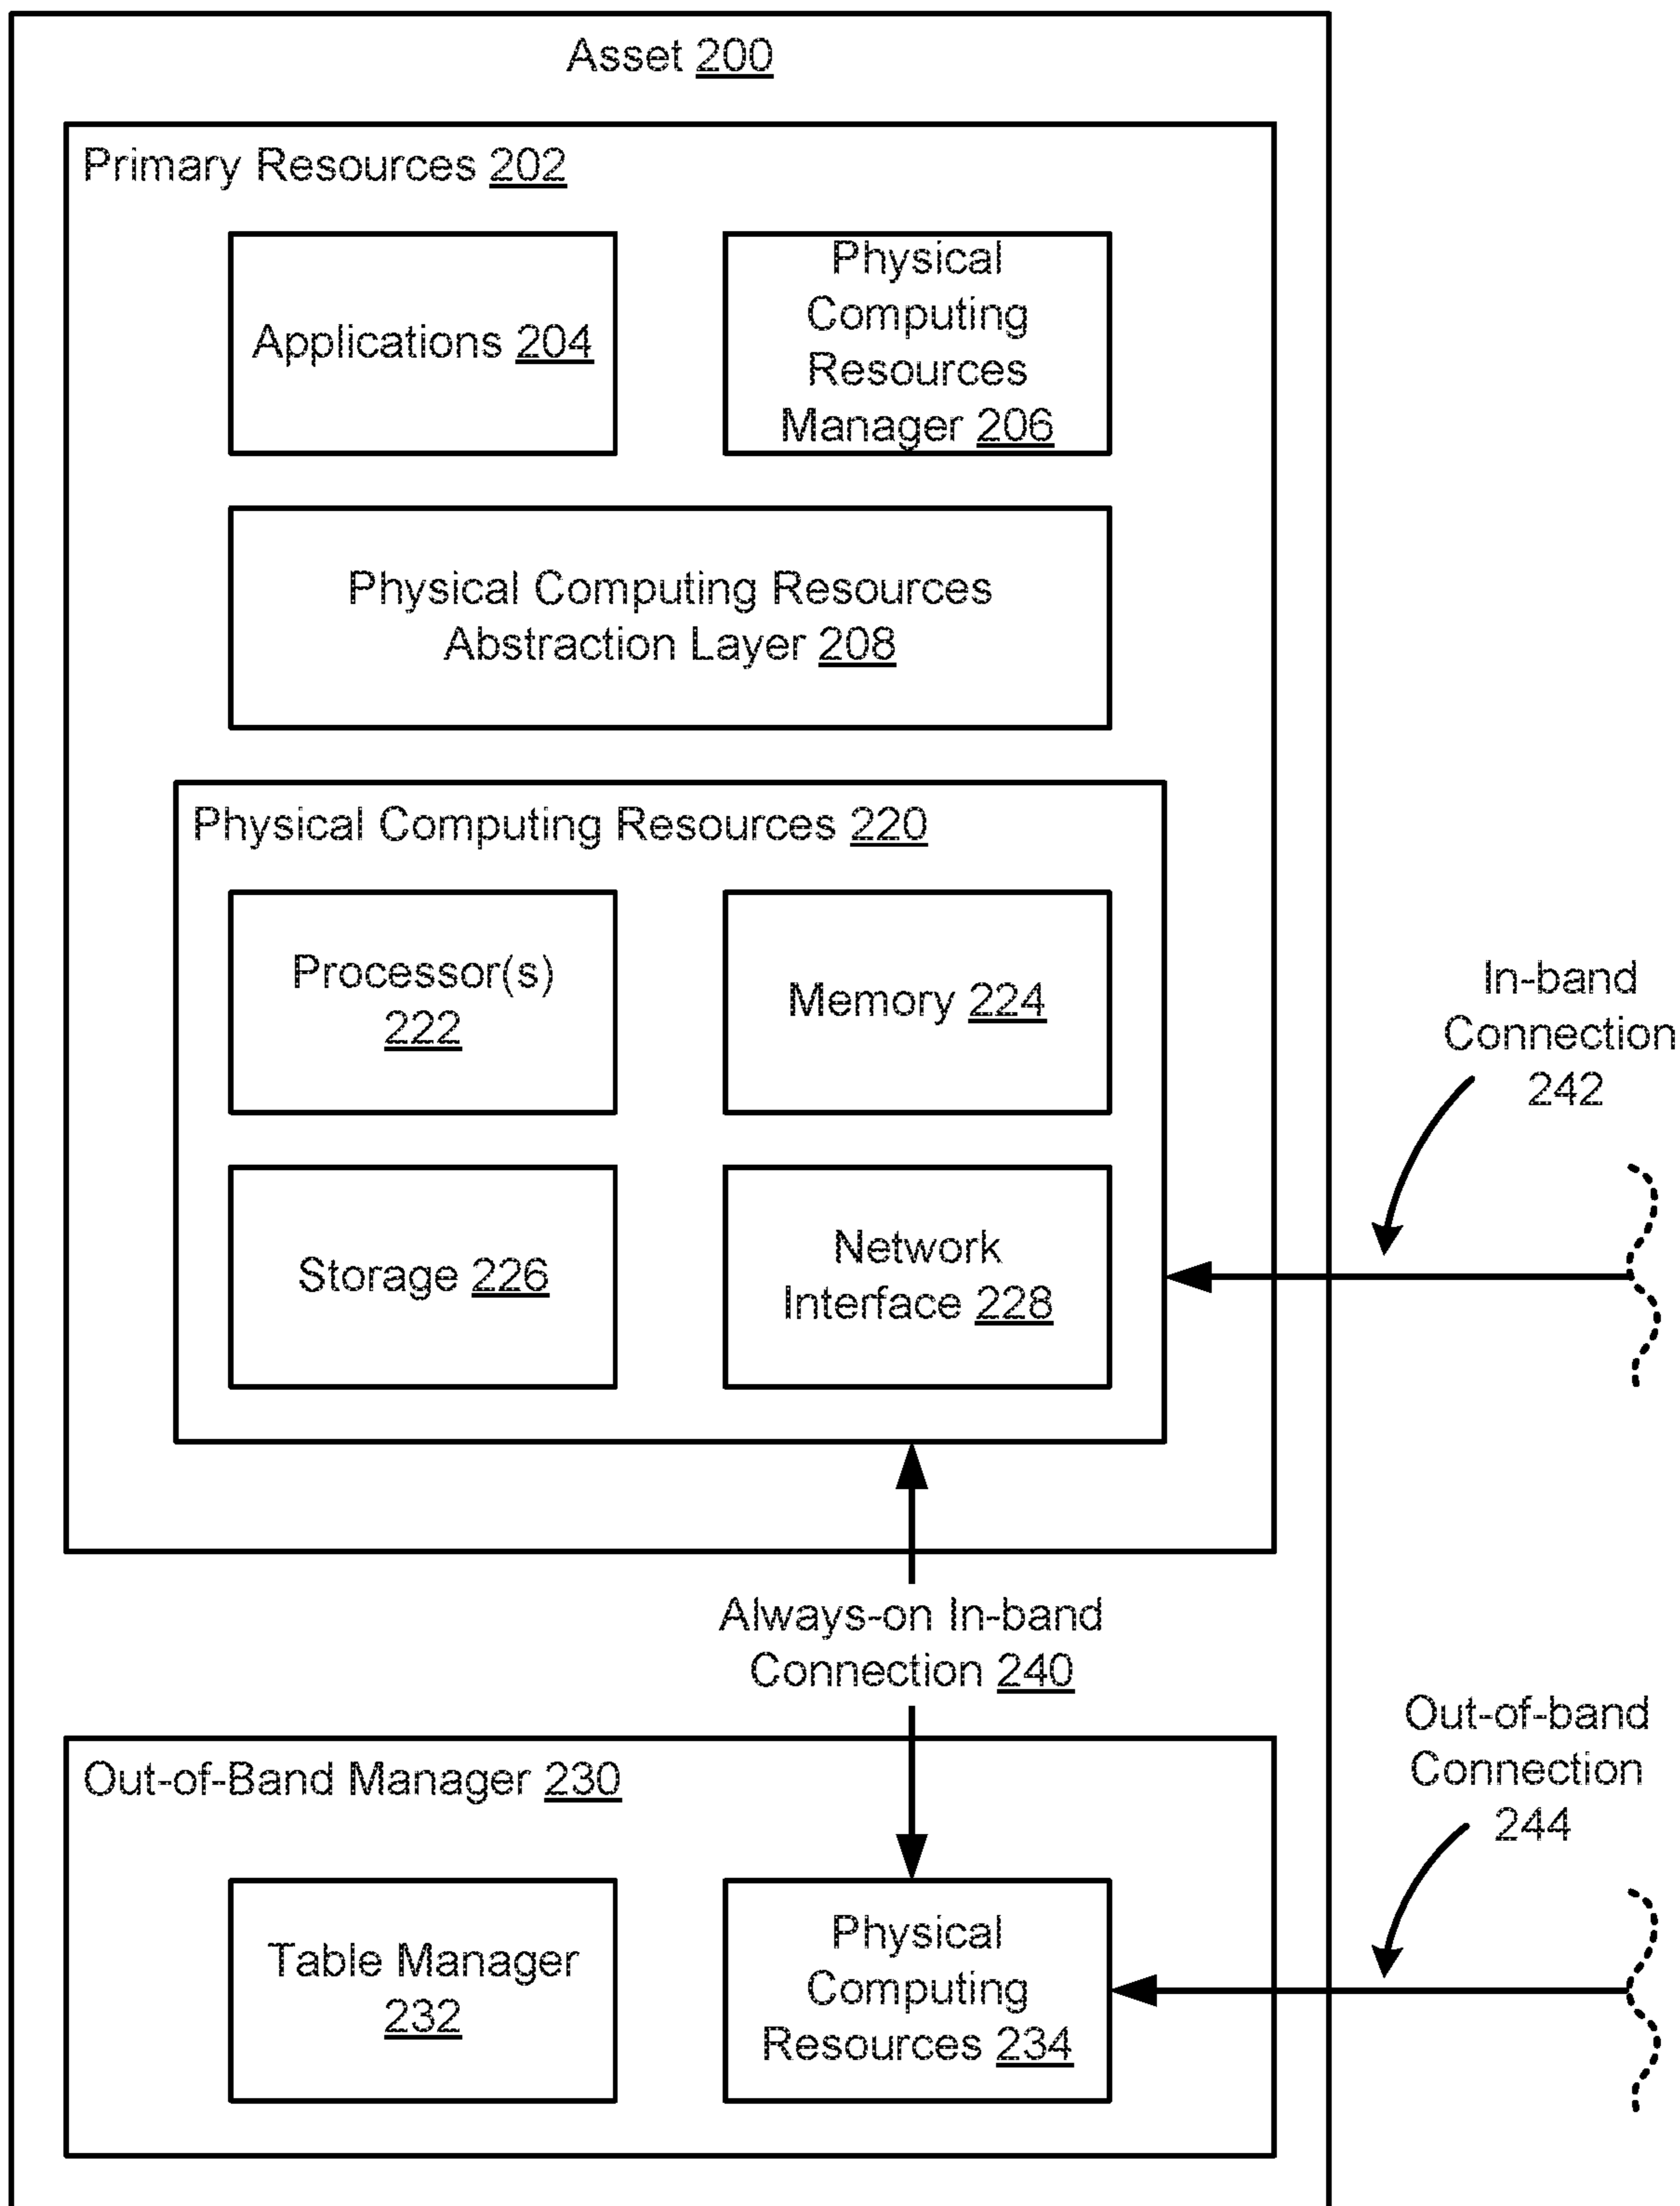 Asset 200
Primary Resources 202
Applications 204
Physical
Computing
Resources
Manager 206
Physical Computing Resources
Abstraction Layer 208
Physical Computing Resources 220
Processor(s)
222
Memory 224
Storage 226
Network
Interface 228
In-band
Connection
242
Always-on In-band
Connection 240
Out-of-Band Manager 230
Table Manager
232
Physical
Computing
Resources 234
Out-of-band
Connection
244